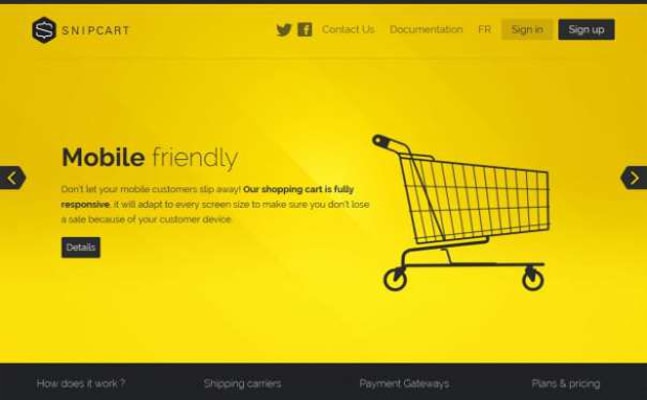 SNIPCART
Contact Us Documentation FR Sign in Sign up
Mobile friendly
Don't let your mobile customers slip away! Our shopping cart is fully
responsive, it will adapt to every screen size to make sure you don't lose
a sale because of your customer device.
Details
How does it work ? Shipping carriers Payment Gateways Plans & pricing